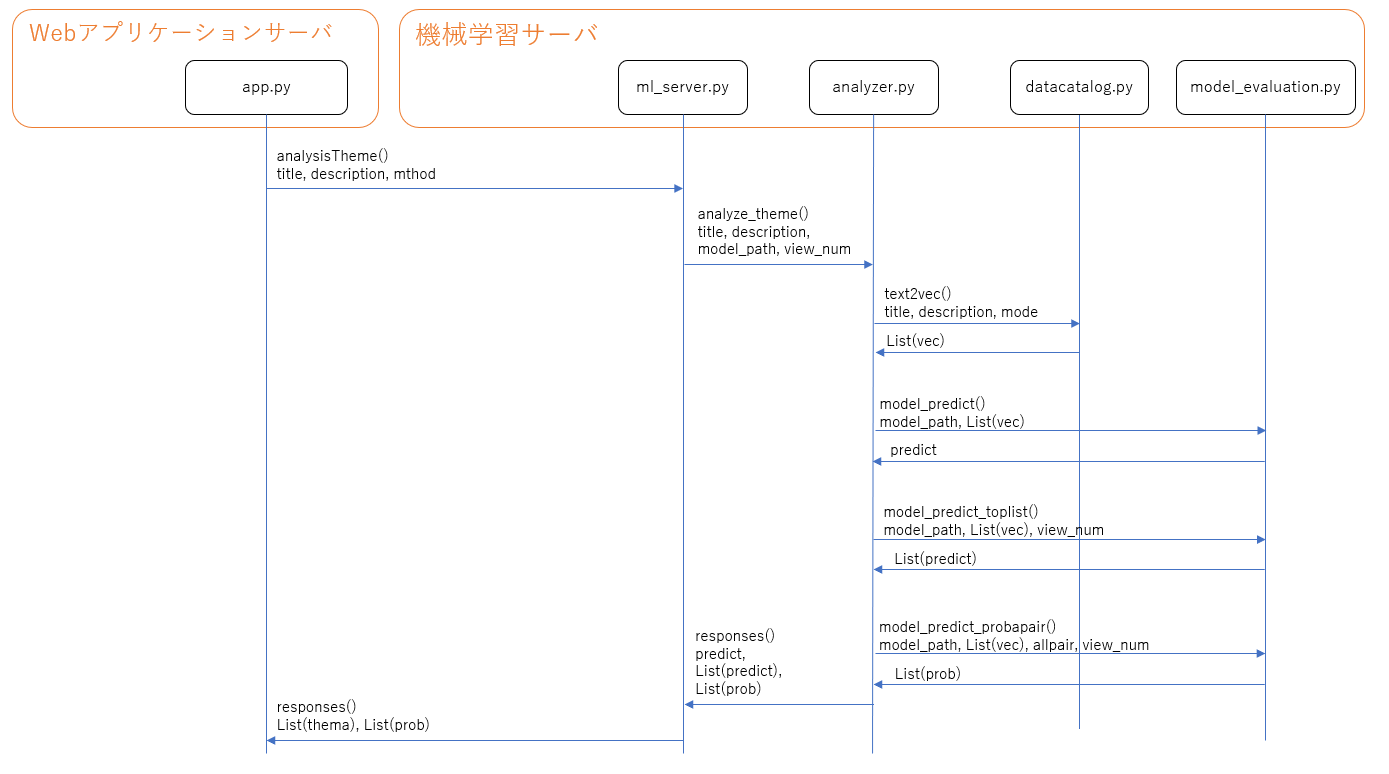 Webアプリケーションサーバ
機械学習サーバ
app.py
ml_server.py
analyzer.py
datacatalog.py
model_evaluation.py
analysisTheme()
title, description, mthod
analyze_theme()
title, description,
model_path, view_num
text2vec()
title, description, mode
List(vec)
model_predict()
model_path, List(vec)
predict
model_predict_toplist()
model_path, List(vec), view_num
List(predict)
model_predict_probapair()
model_path, List(vec), allpair, view_num
List(prob)
responses()
predict,
List(predict),
List(prob)
responses()
List(thema), List(prob)